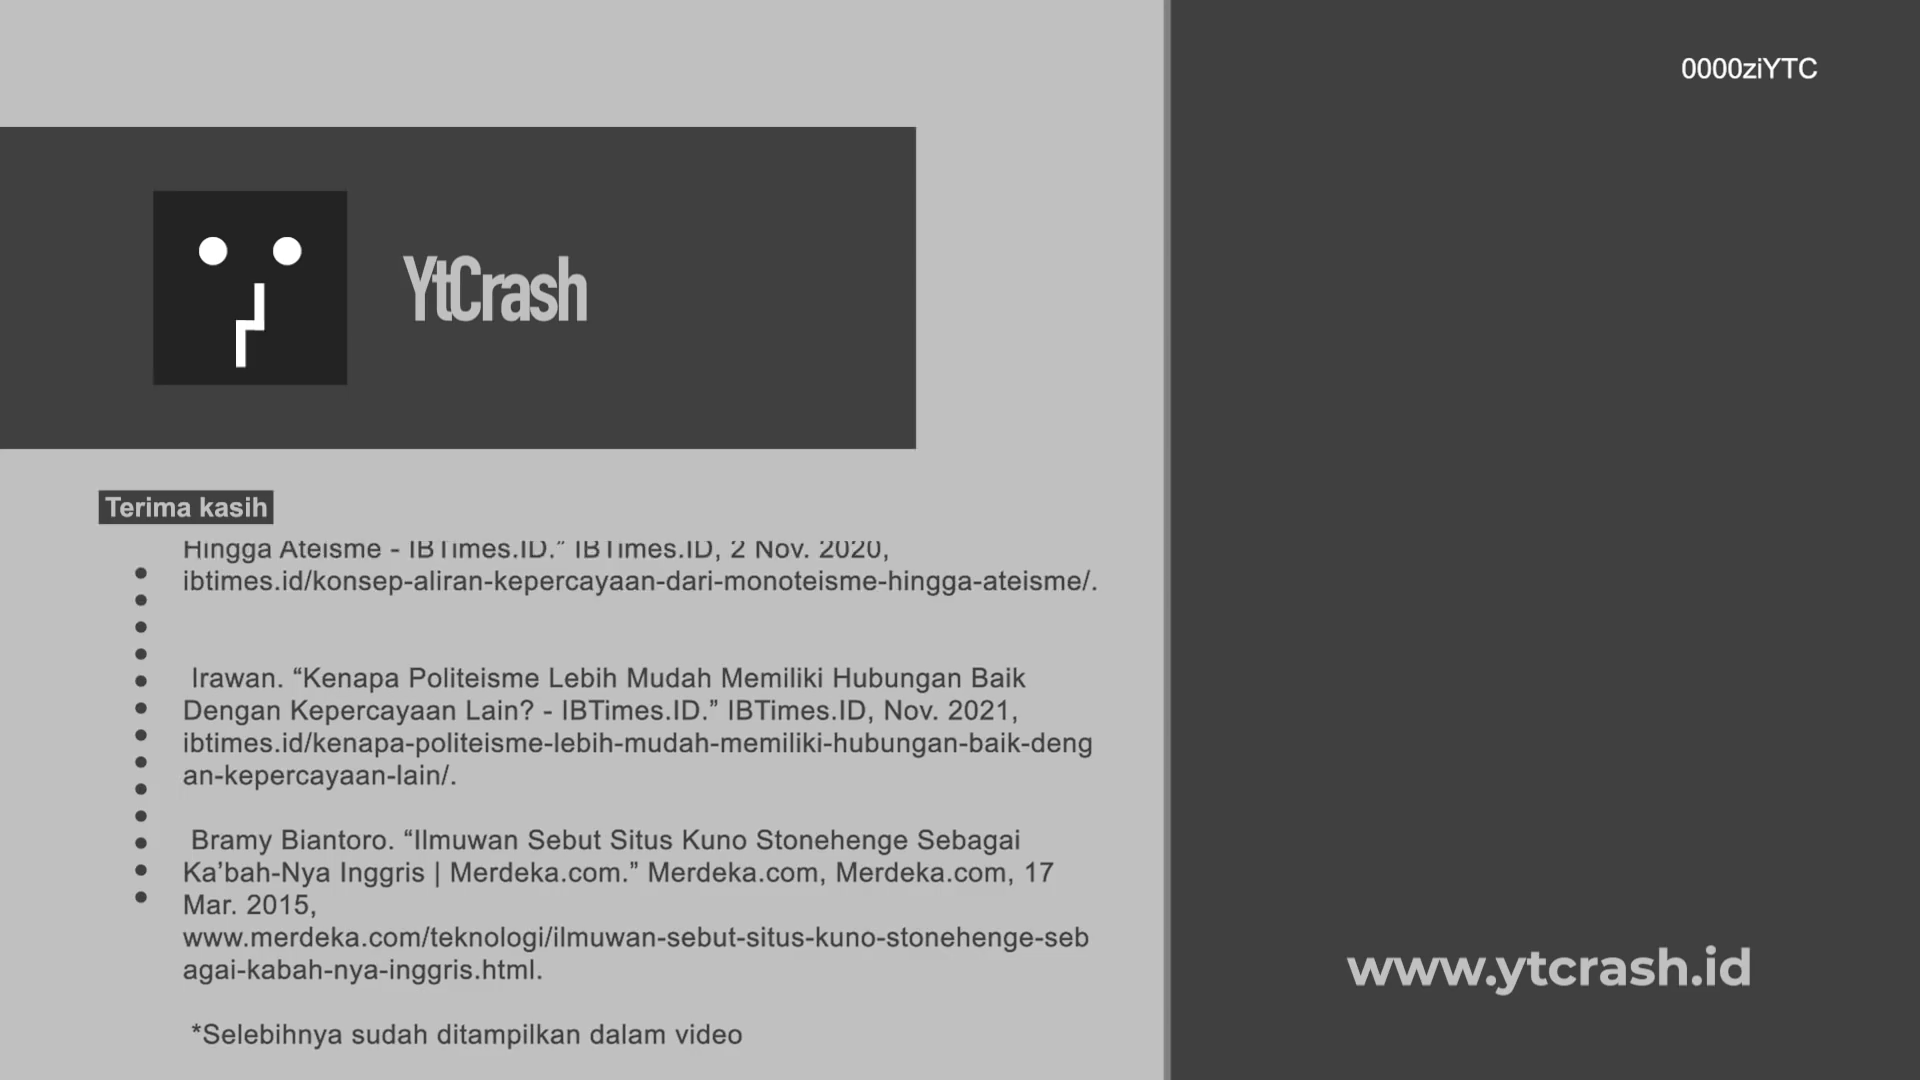 0000ziYTC
YtCrash
Terima kasih
Hingga Ateisme - IBTimes.ID.” IBTimes.ID, 2 Nov. 2020,
ibtimes.id/konsep-aliran-kepercayaan-dari-monoteisme-hingga-ateisme/.
Irawan. “Kenapa Politeisme Lebih Mudah Memiliki Hubungan Baik
Dengan Kepercayaan Lain? - IBTimes.ID.” IBTimes.ID, Nov. 2021,
ibtimes.id/kenapa-politeisme-lebih-mudah-memiliki-hubungan-baik-deng
an-kepercayaan-lain/.
Bramy Biantoro. “Ilmuwan Sebut Situs Kuno Stonehenge Sebagai
Ka’bah-Nya Inggris | Merdeka.com.” Merdeka.com, Merdeka.com, 17
Mar. 2015,
www.merdeka.com/teknologi/ilmuwan-sebut-situs-kuno-stonehenge-seb
agai-kabah-nya-inggris.html.
*Selebihnya sudah ditampilkan dalam video
www.ytcrash.id